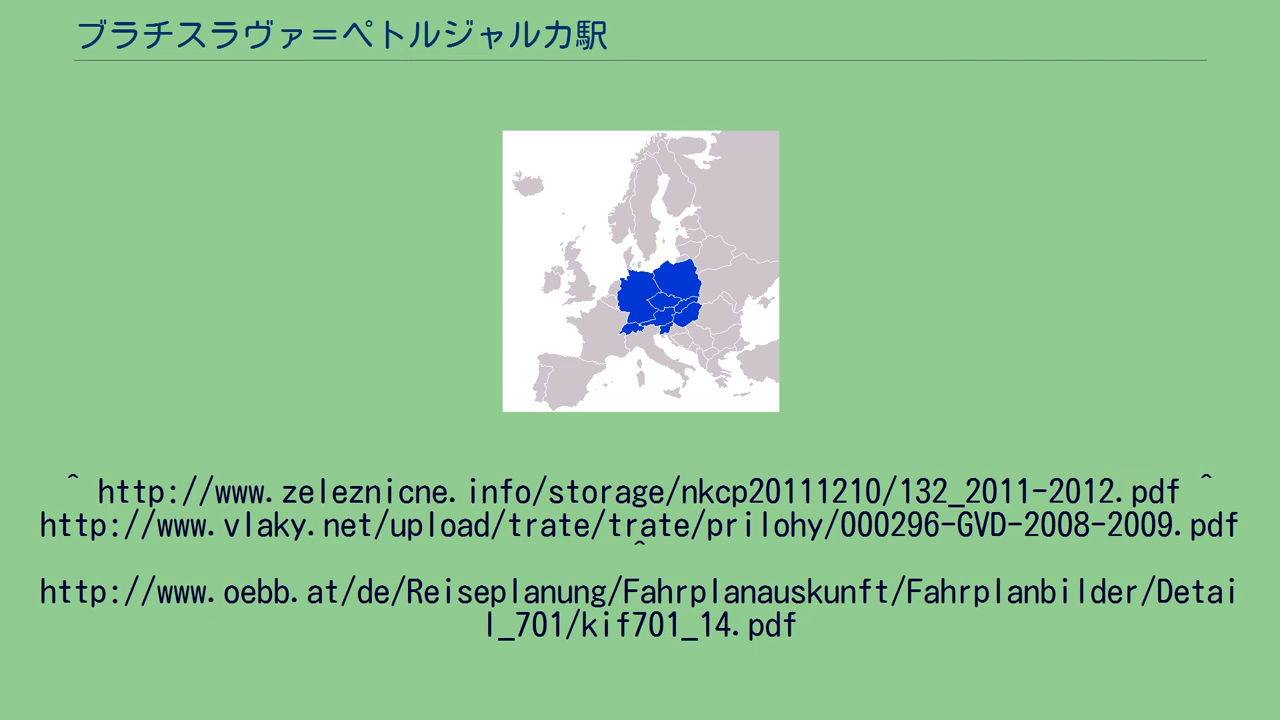 ブラチスラヴァ＝ペトルジャルカ駅
^ http://www.zeleznicne.info/storage/nkcp20111210/132_2011-2012.pdf ^
http://www.vlaky.net/upload/trate/trate/prilohy/000296-GVD-2008-2009.pdf
^
http://www.oebb.at/de/Reiseplanung/Fahrplanauskunft/Fahrplanbilder/Detai
l_701/kif701_14.pdf